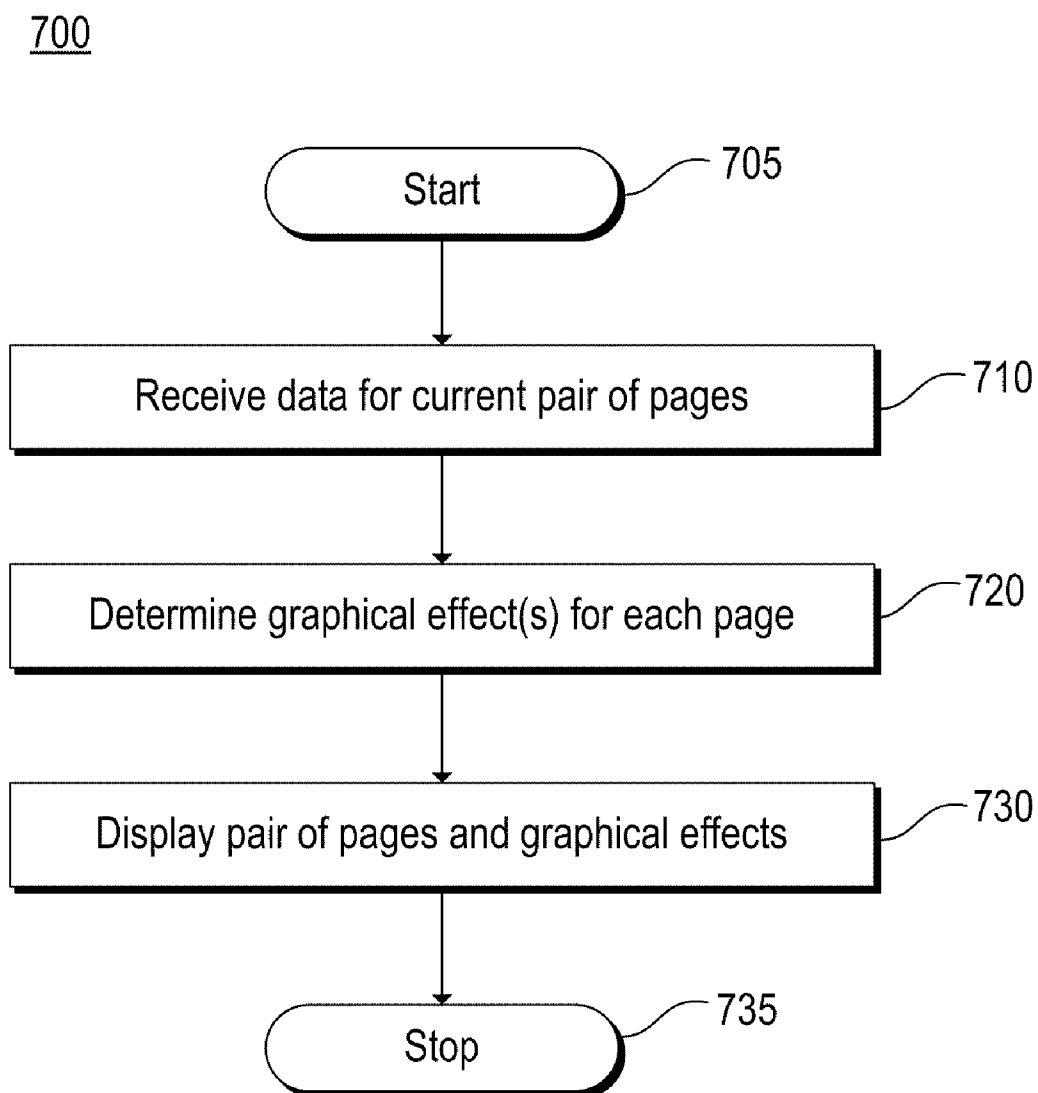 700
Start
705
Receive data for current pair of pages
710
Determine graphical effect(s) for each page
720
Display pair of pages and graphical effects
730
Stop
735